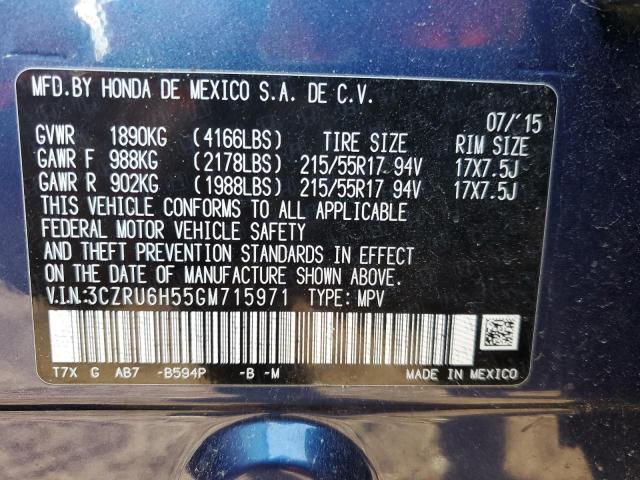 MFD.BY HONDA DE MEXICO S.A. DE C.V.
07/'15
GVWR 1890KG (4166LBS) TIRE SIZE RIM SIZE
GAWR F 988KG (2178LBS) 215/55R17 94V 17X7.5J
GAWR R 902KG (1988LBS) 215/55R17 94V 17X7.5J
THIS VEHICLE CONFORMS TO ALL APPLICABLE
FEDERAL MOTOR VEHICLE SAFETY
AND THEFT PREVENTION STANDARDS IN EFFECT
ON THE DATE OF MANUFACTURE SHOWN ABOVE.
V.I.N.:3CZRU6H55GM715971 TYPE: MPV
T7X G AB7 -B594P -B -M MADE IN MEXICO